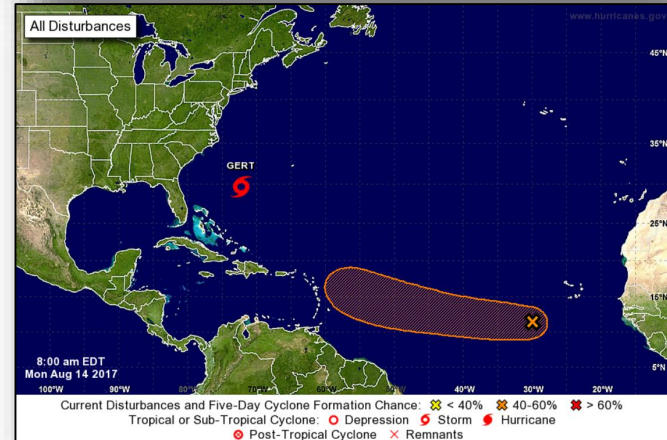 All Disturbances
www.hurricanes.gov
45°N
35°N
GERT
25°N
15°N
8:00 am EDT
Mon Aug 14 2017
5°N
100°W 90°W 80°W 70°W 60°W 50°W 40°W 30°W 20°W
Current Disturbances and Five-Day Cyclone Formation Chance: < 40% 40-60% > 60%
Tropical or Sub-Tropical Cyclone: Depression Storm Hurricane
Post-Tropical Cyclone Remnants